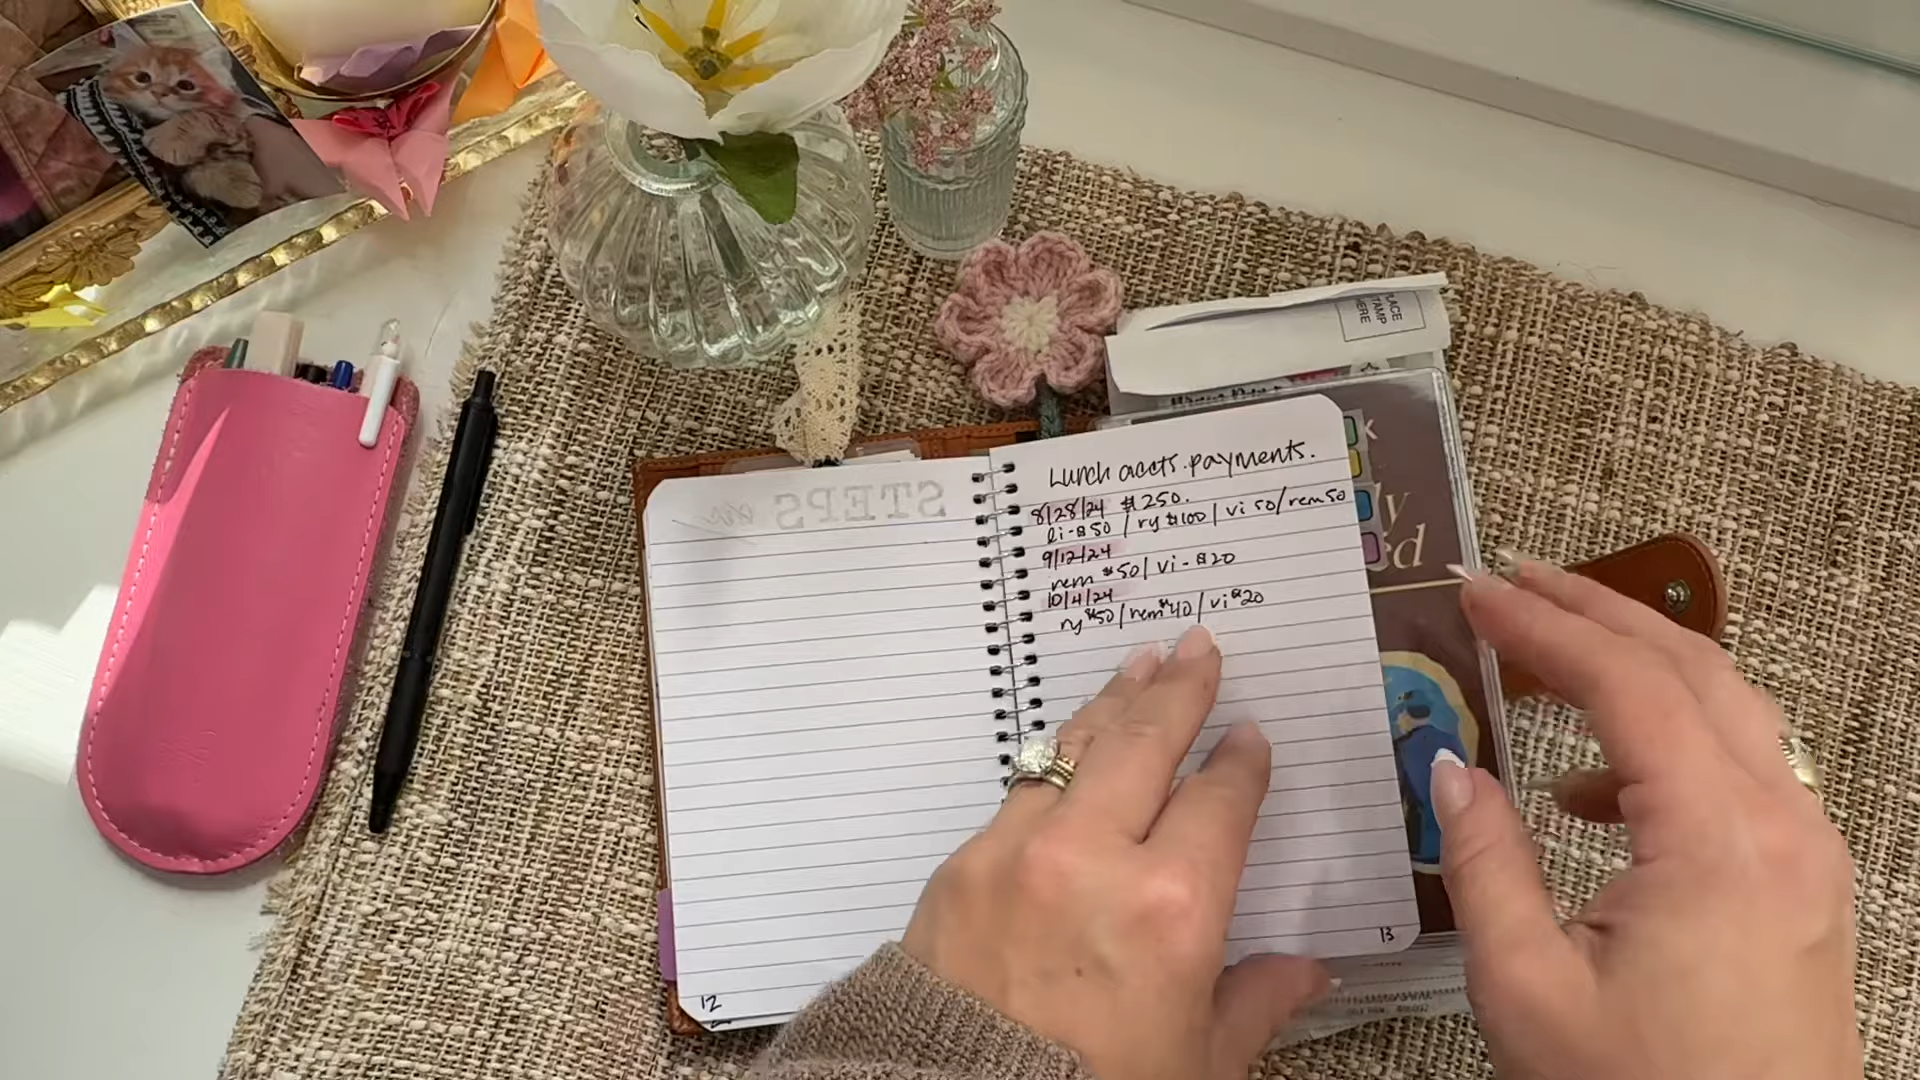 PLACE
STAMP
HERE
Lunch accts. payments.
8/28/24 $250.
li-$50 / ry $100 / vi 50/rem 50
9/12/24
rem $50/ vi-$20
10/4/24
ry $50/rem $40/ vi $20
13
12
STEPS